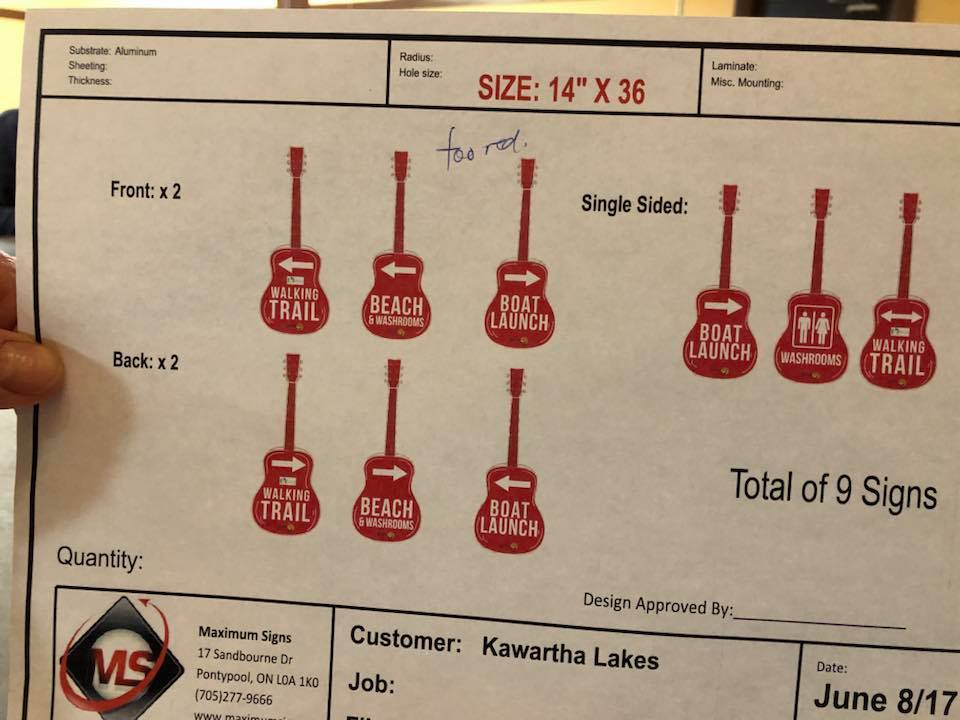 Substrate: Aluminum
Sheeting:
Thickness:
Radius:
Hole size:
SIZE: 14" X 36
Laminate:
Misc. Mounting:
too red.
Front: x 2
WALKING
TRAIL
BEACH
& WASHROOMS
BOAT
LAUNCH
Single Sided:
BOAT
LAUNCH
WASHROOMS
WALKING
TRAIL
Back: x 2
WALKING
TRAIL
BEACH
& WASHROOMS
BOAT
LAUNCH
Total of 9 Signs
Quantity:
Design Approved By:
MS
Maximum Signs
17 Sandbourne Dr
Pontypool, ON L0A 1K0
(705)277-9666
Customer: Kawartha Lakes
Job:
Date:
June 8/17